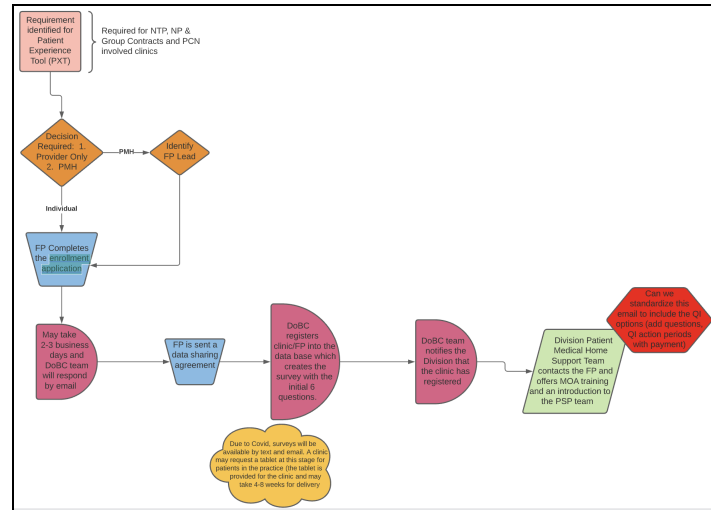 Requirement
identified for
Patient
Experience
Tool (PXT)
Required for NTP, NP &
Group Contracts and PCN
involved clinics
Decision
Required: 1.
Provider Only
2. PMH
PMH
Identify
FP Lead
Individual
FP Completes
the enrollment
application
May take
2-3 business
days and
DoBC team
will respond
by email
FP is sent a
data sharing
agreement
DoBC
registers
clinic/FP into the
data base which
creates the
survey with the
initial 6
questions.
DoBC team
notifies the
Division that
the clinic has
registered
Division Patient
Medical Home
Support Team
contacts the FP and
offers MOA training
and an introduction to
the PSP team
Can we
standardize this
email to include the QI
options (add questions,
QI action periods
with payment)
Due to Covid, surveys will be
available by text and email. A clinic
may request a tablet at this stage for
patients in the practice (the tablet is
provided for the clinic and may
take 4-8 weeks for delivery